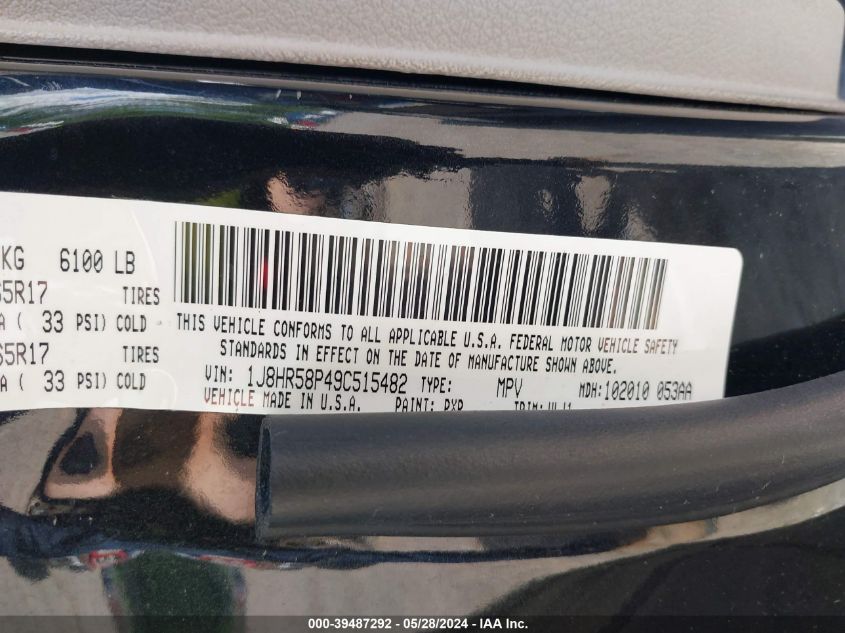 KG 6100 LB
5R17 TIRES
A ( 33 PSI) COLD
5R17 TIRES
A ( 33 PSI) COLD
THIS VEHICLE CONFORMS TO ALL APPLICABLE U.S.A. FEDERAL MOTOR VEHICLE SAFETY
STANDARDS IN EFFECT ON THE DATE OF MANUFACTURE SHOWN ABOVE.
VIN: 1J8HR58P49C515482 TYPE: MPV MDH: 102010 053AA
VEHICLE MADE IN U.S.A. PAINT: PXR TRIM:
000-39487292 - 05/28/2024 - IAA Inc.